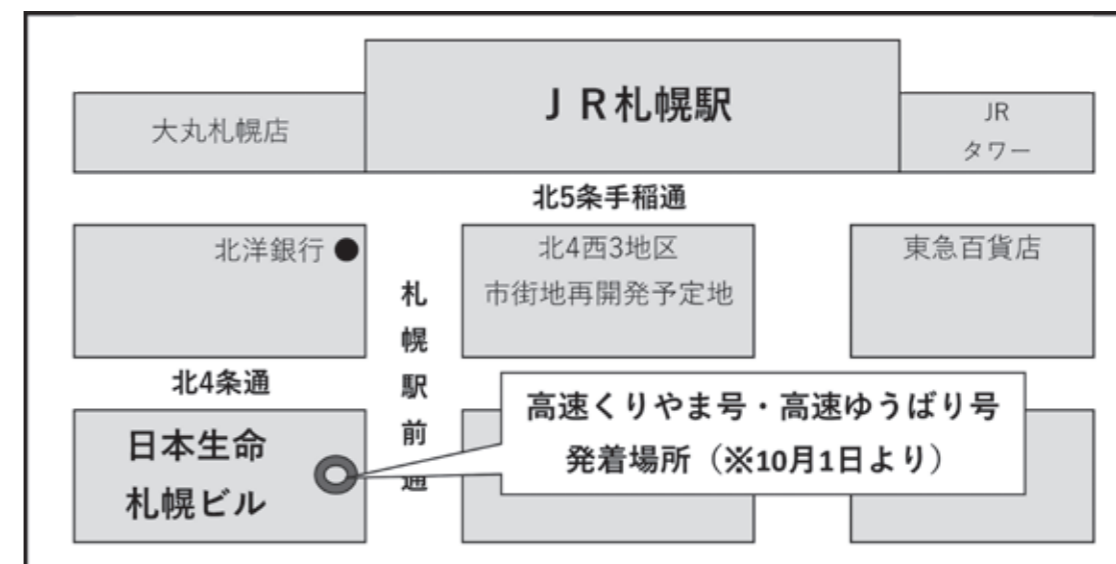 JR札幌駅
大丸札幌店
JR
タワー
北5条手稲通
北洋銀行
北4西3地区
市街地再開発予定地
東急百貨店
札幌駅前通
北4条通
高速くりやま号・高速ゆうばり号
発着場所（※10月1日より）
日本生命
札幌ビル